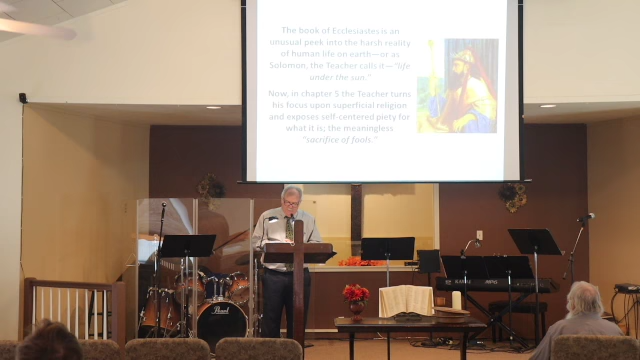 The book of Ecclesiastes is an
unusual peek into the harsh reality
of human life on earth—or as
Solomon, the Teacher calls it—"life
under the sun."
Now, in chapter 5 the Teacher turns
his focus upon superficial religion
and exposes self-centered piety for
what it is; the meaningless
"sacrifice of fools."
Pearl
KAWAI